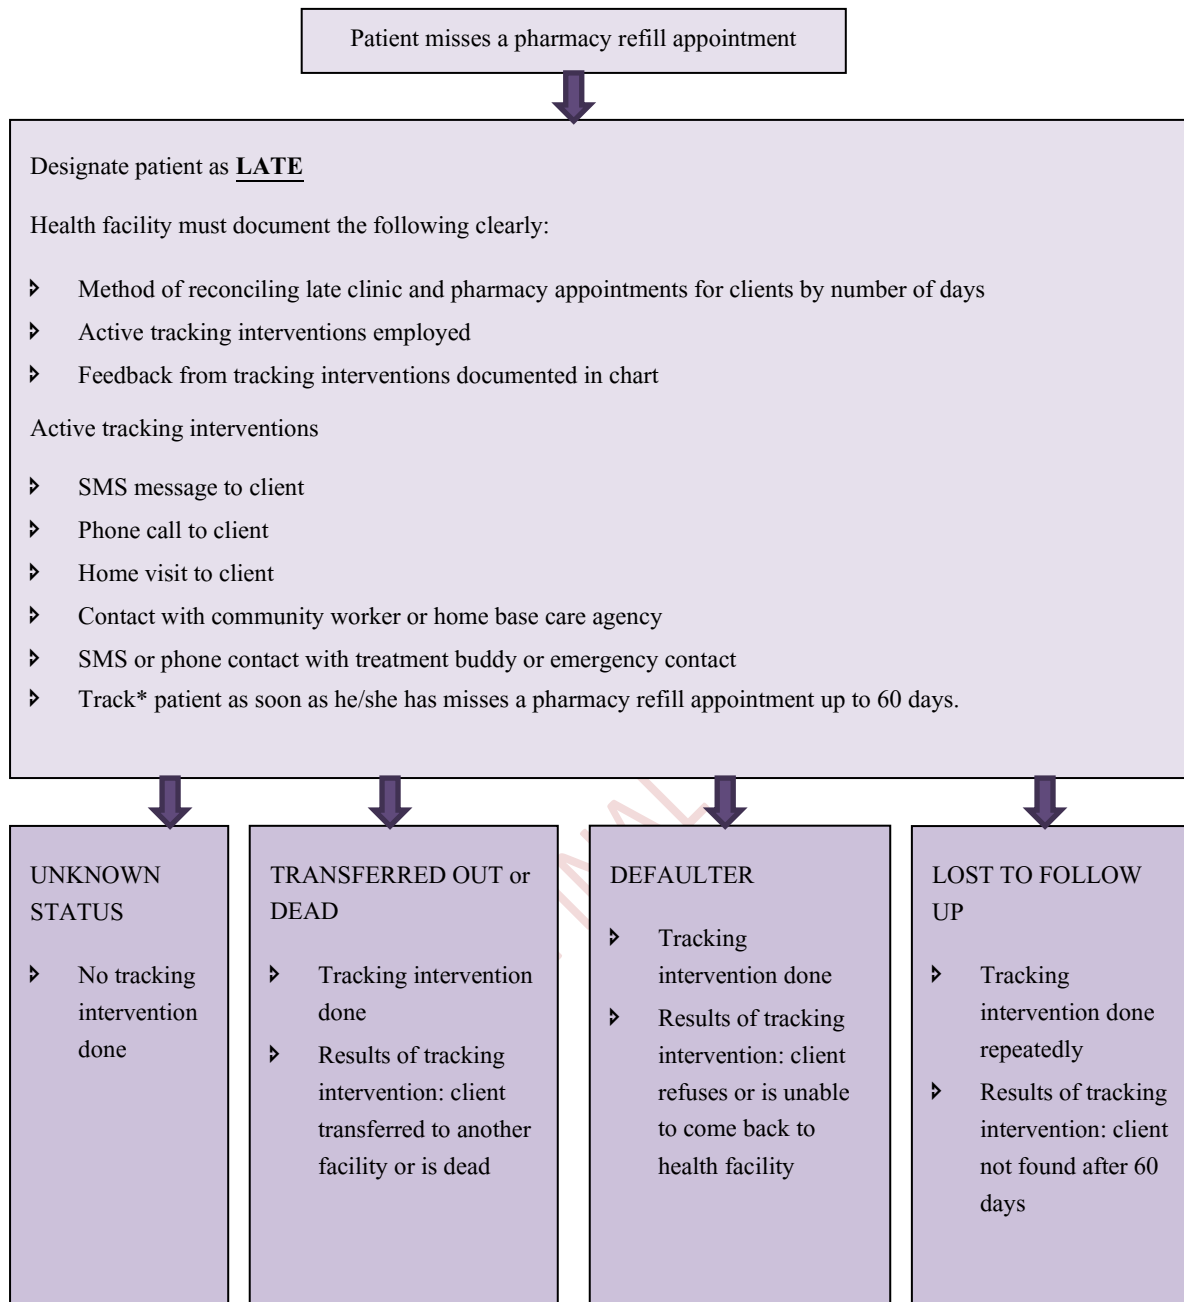 Patient misses a pharmacy refill appointment
Designate patient as LATE
Health facility must document the following clearly:
Method of reconciling late clinic and pharmacy appointments for clients by number of days
Active tracking interventions employed
Feedback from tracking interventions documented in chart
Active tracking interventions
SMS message to client
Phone call to client
Home visit to client
Contact with community worker or home base care agency
SMS or phone contact with treatment buddy or emergency contact
Track* patient as soon as he/she has misses a pharmacy refill appointment up to 60 days.
UNKNOWN
STATUS
No tracking
intervention
done
TRANSFERRED OUT or
DEAD
Tracking intervention
done
Results of tracking
intervention: client
transferred to another
facility or is dead
DEFAULTER
Tracking
intervention done
Results of tracking
intervention: client
refuses or is unable
to come back to
health facility
LOST TO FOLLOW
UP
Tracking
intervention done
repeatedly
Results of tracking
intervention: client
not found after 60
days